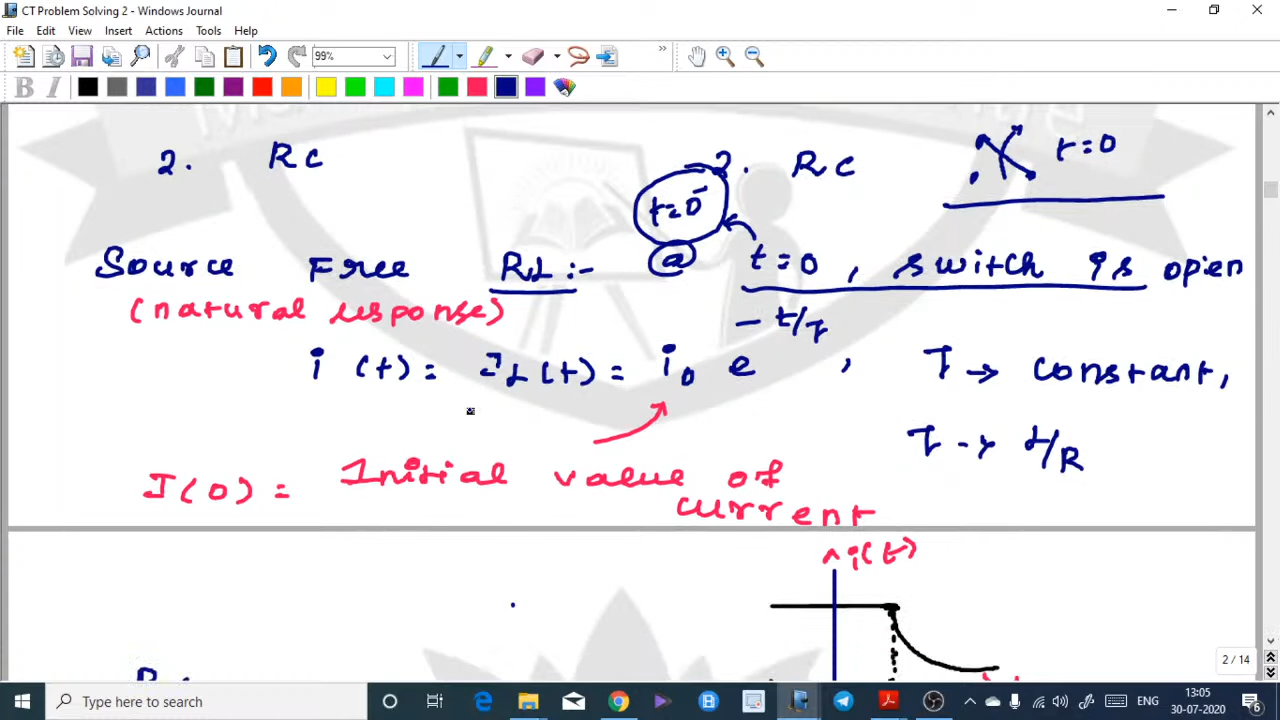 CT Problem Solving 2 - Windows Journal
File Edit View Insert Actions Tools Help
99%
B I
2. RC 2. RC t=0
t=0⁻
Source Free RL :- @ t=0, switch is open
(natural response)
i(t) = IL(t) = i0 e -t/τ , τ → constant,
τ → L/R
I(0) = Initial value of
current
i(t)
2 / 14
Type here to search
ENG
13:05
30-07-2020
6